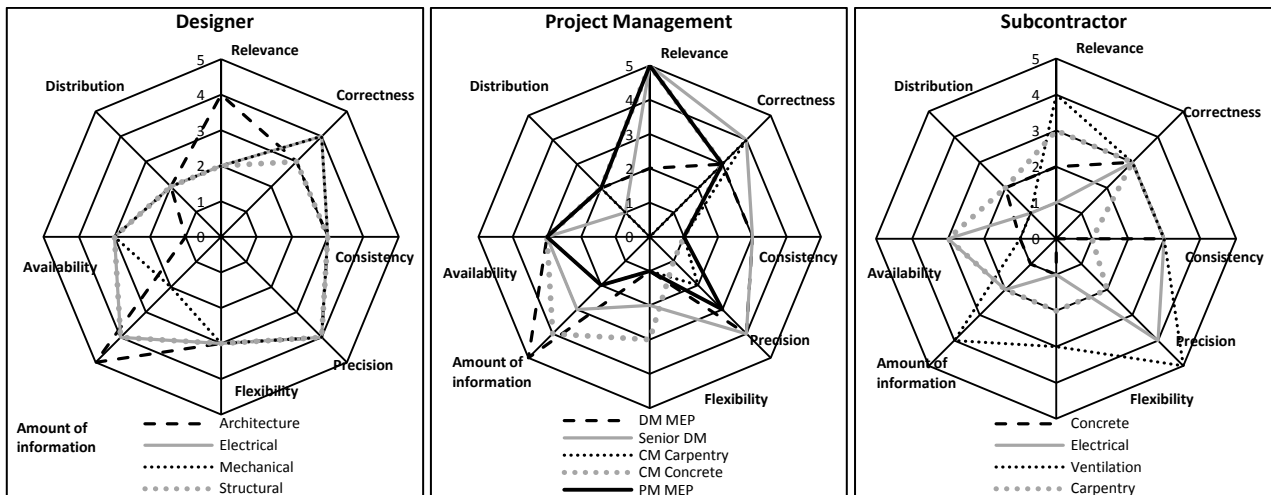 Designer
5
Relevance
Distribution
4
Correctness
3
2
1
0
Availability
Consistency
Precision
Flexibility
Amount of
information
Architecture
Electrical
Mechanical
Structural
Project Management
5
Relevance
Distribution
4
Correctness
3
2
1
0
Availability
Consistency
Precision
Amount of
information
Flexibility
DM MEP
Senior DM
CM Carpentry
CM Concrete
PM MEP
Subcontractor
5
Relevance
Distribution
4
Correctness
3
2
1
0
Availability
Consistency
Precision
Amount of
information
Flexibility
Concrete
Electrical
Ventilation
Carpentry